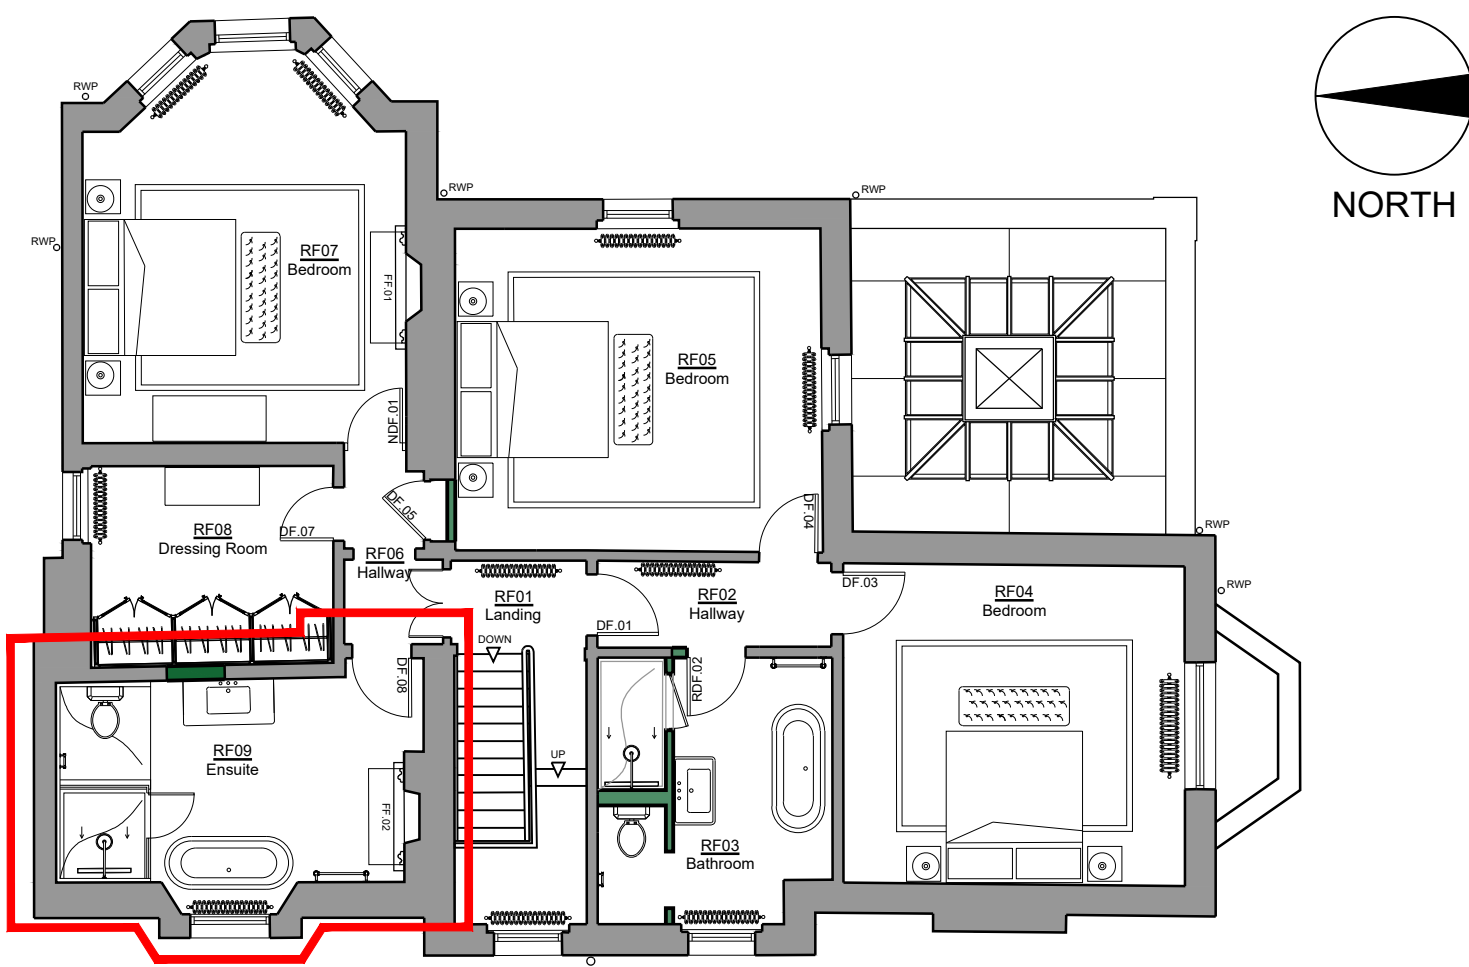 RWP
NORTH
RWP
RWP
RWP
RF07
Bedroom
FF.01
RF05
Bedroom
NDF.01
DF.05
DF.04
RF08
Dressing Room
DF.07
RF06
Hallway
RWP
RF01
Landing
RF02
Hallway
DF.03
RF04
Bedroom
RWP
DF.01
DOWN
DF.08
RDF.02
RF09
Ensuite
UP
FF.02
RF03
Bathroom